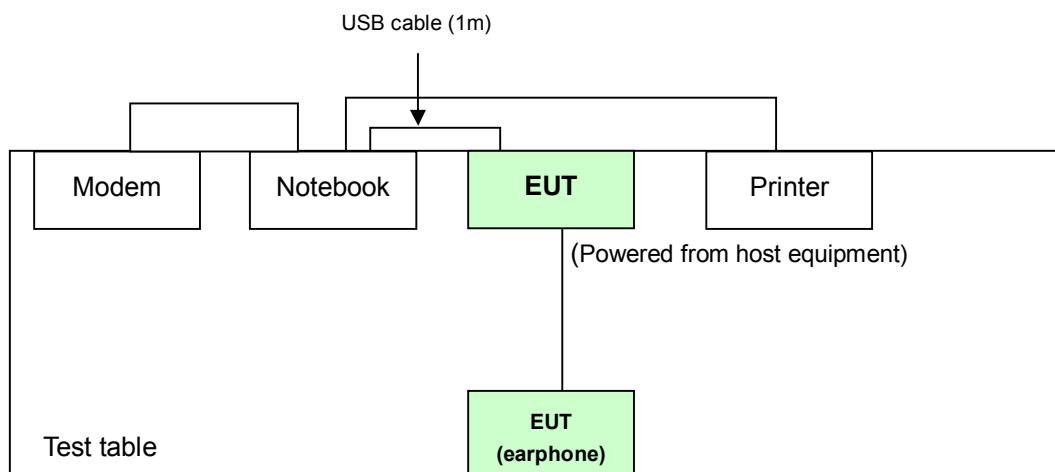 USB cable (1m)
Modem
Notebook
EUT
Printer
(Powered from host equipment)
EUT
(earphone)
Test table